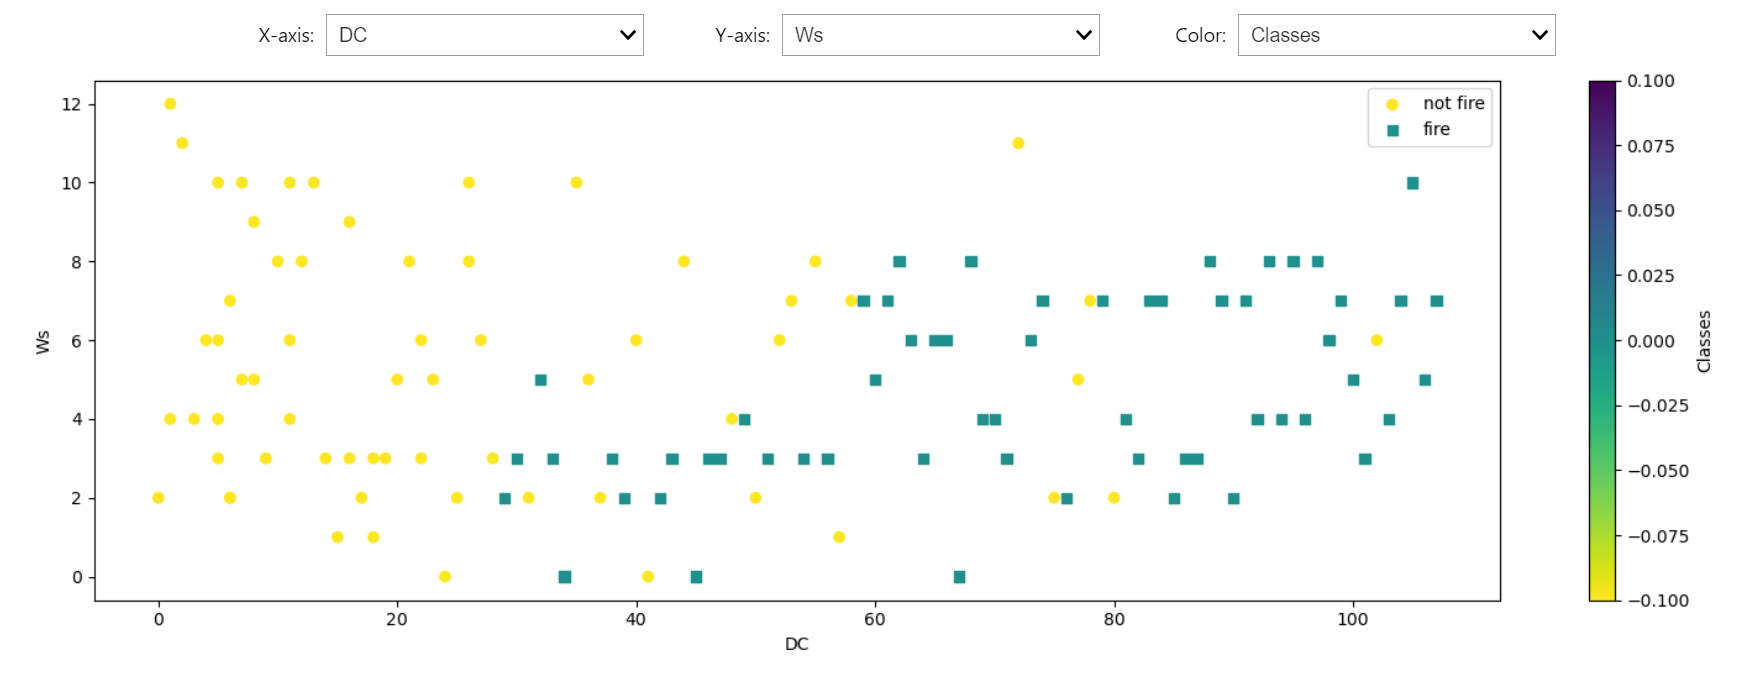 X-axis: DC
Y-axis: Ws
Color: Classes
not fire
fire
12
10
8
6
4
2
0
Ws
0
20
40
60
80
100
DC
0.100
0.075
0.050
0.025
0.000
−0.025
−0.050
−0.075
−0.100
Classes